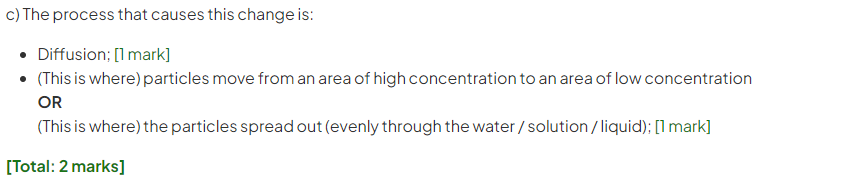 c) The process that causes this change is:
• Diffusion; [1 mark]
• (This is where) particles move from an area of high concentration to an area of low concentration
OR
(This is where) the particles spread out (evenly through the water / solution / liquid); [1 mark]
[Total: 2 marks]